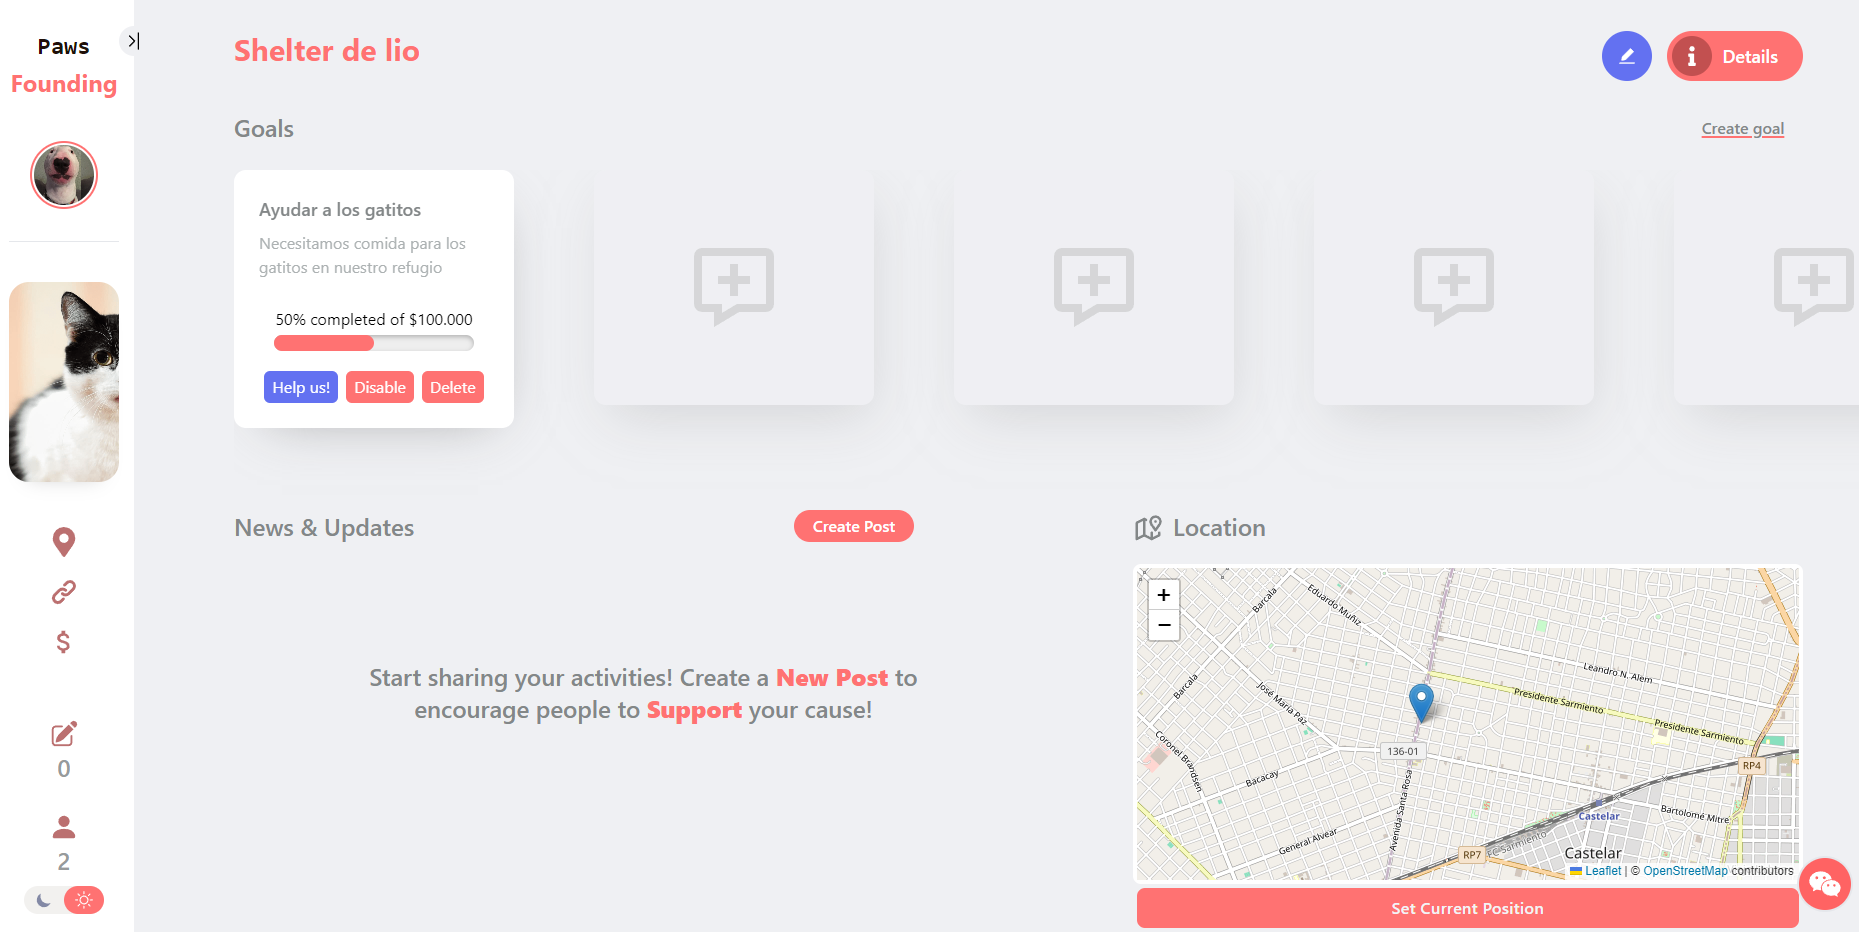 Paws
Founding
Shelter de lio
Details
Goals
Create goal
Ayudar a los gatitos
Necesitamos comida para los
gatitos en nuestro refugio
50% completed of $100.000
Help us!
Disable
Delete
News & Updates
Create Post
Start sharing your activities! Create a New Post to
encourage people to Support your cause!
0
2
Location
+
−
Barcala
Eduardo Muñiz
Leandro N. Alem
Barcala
José María Paz
Presidente Sarmiento
Presidente Sarmiento
Coronel Brandsen
136-01
RP4
Bacacay
Avenida Santa Rosa
Bartolomé Mitre
Castelar
General Alvear
RP7
FC Sarmiento
Castelar
Leaflet | © OpenStreetMap contributors
Set Current Position